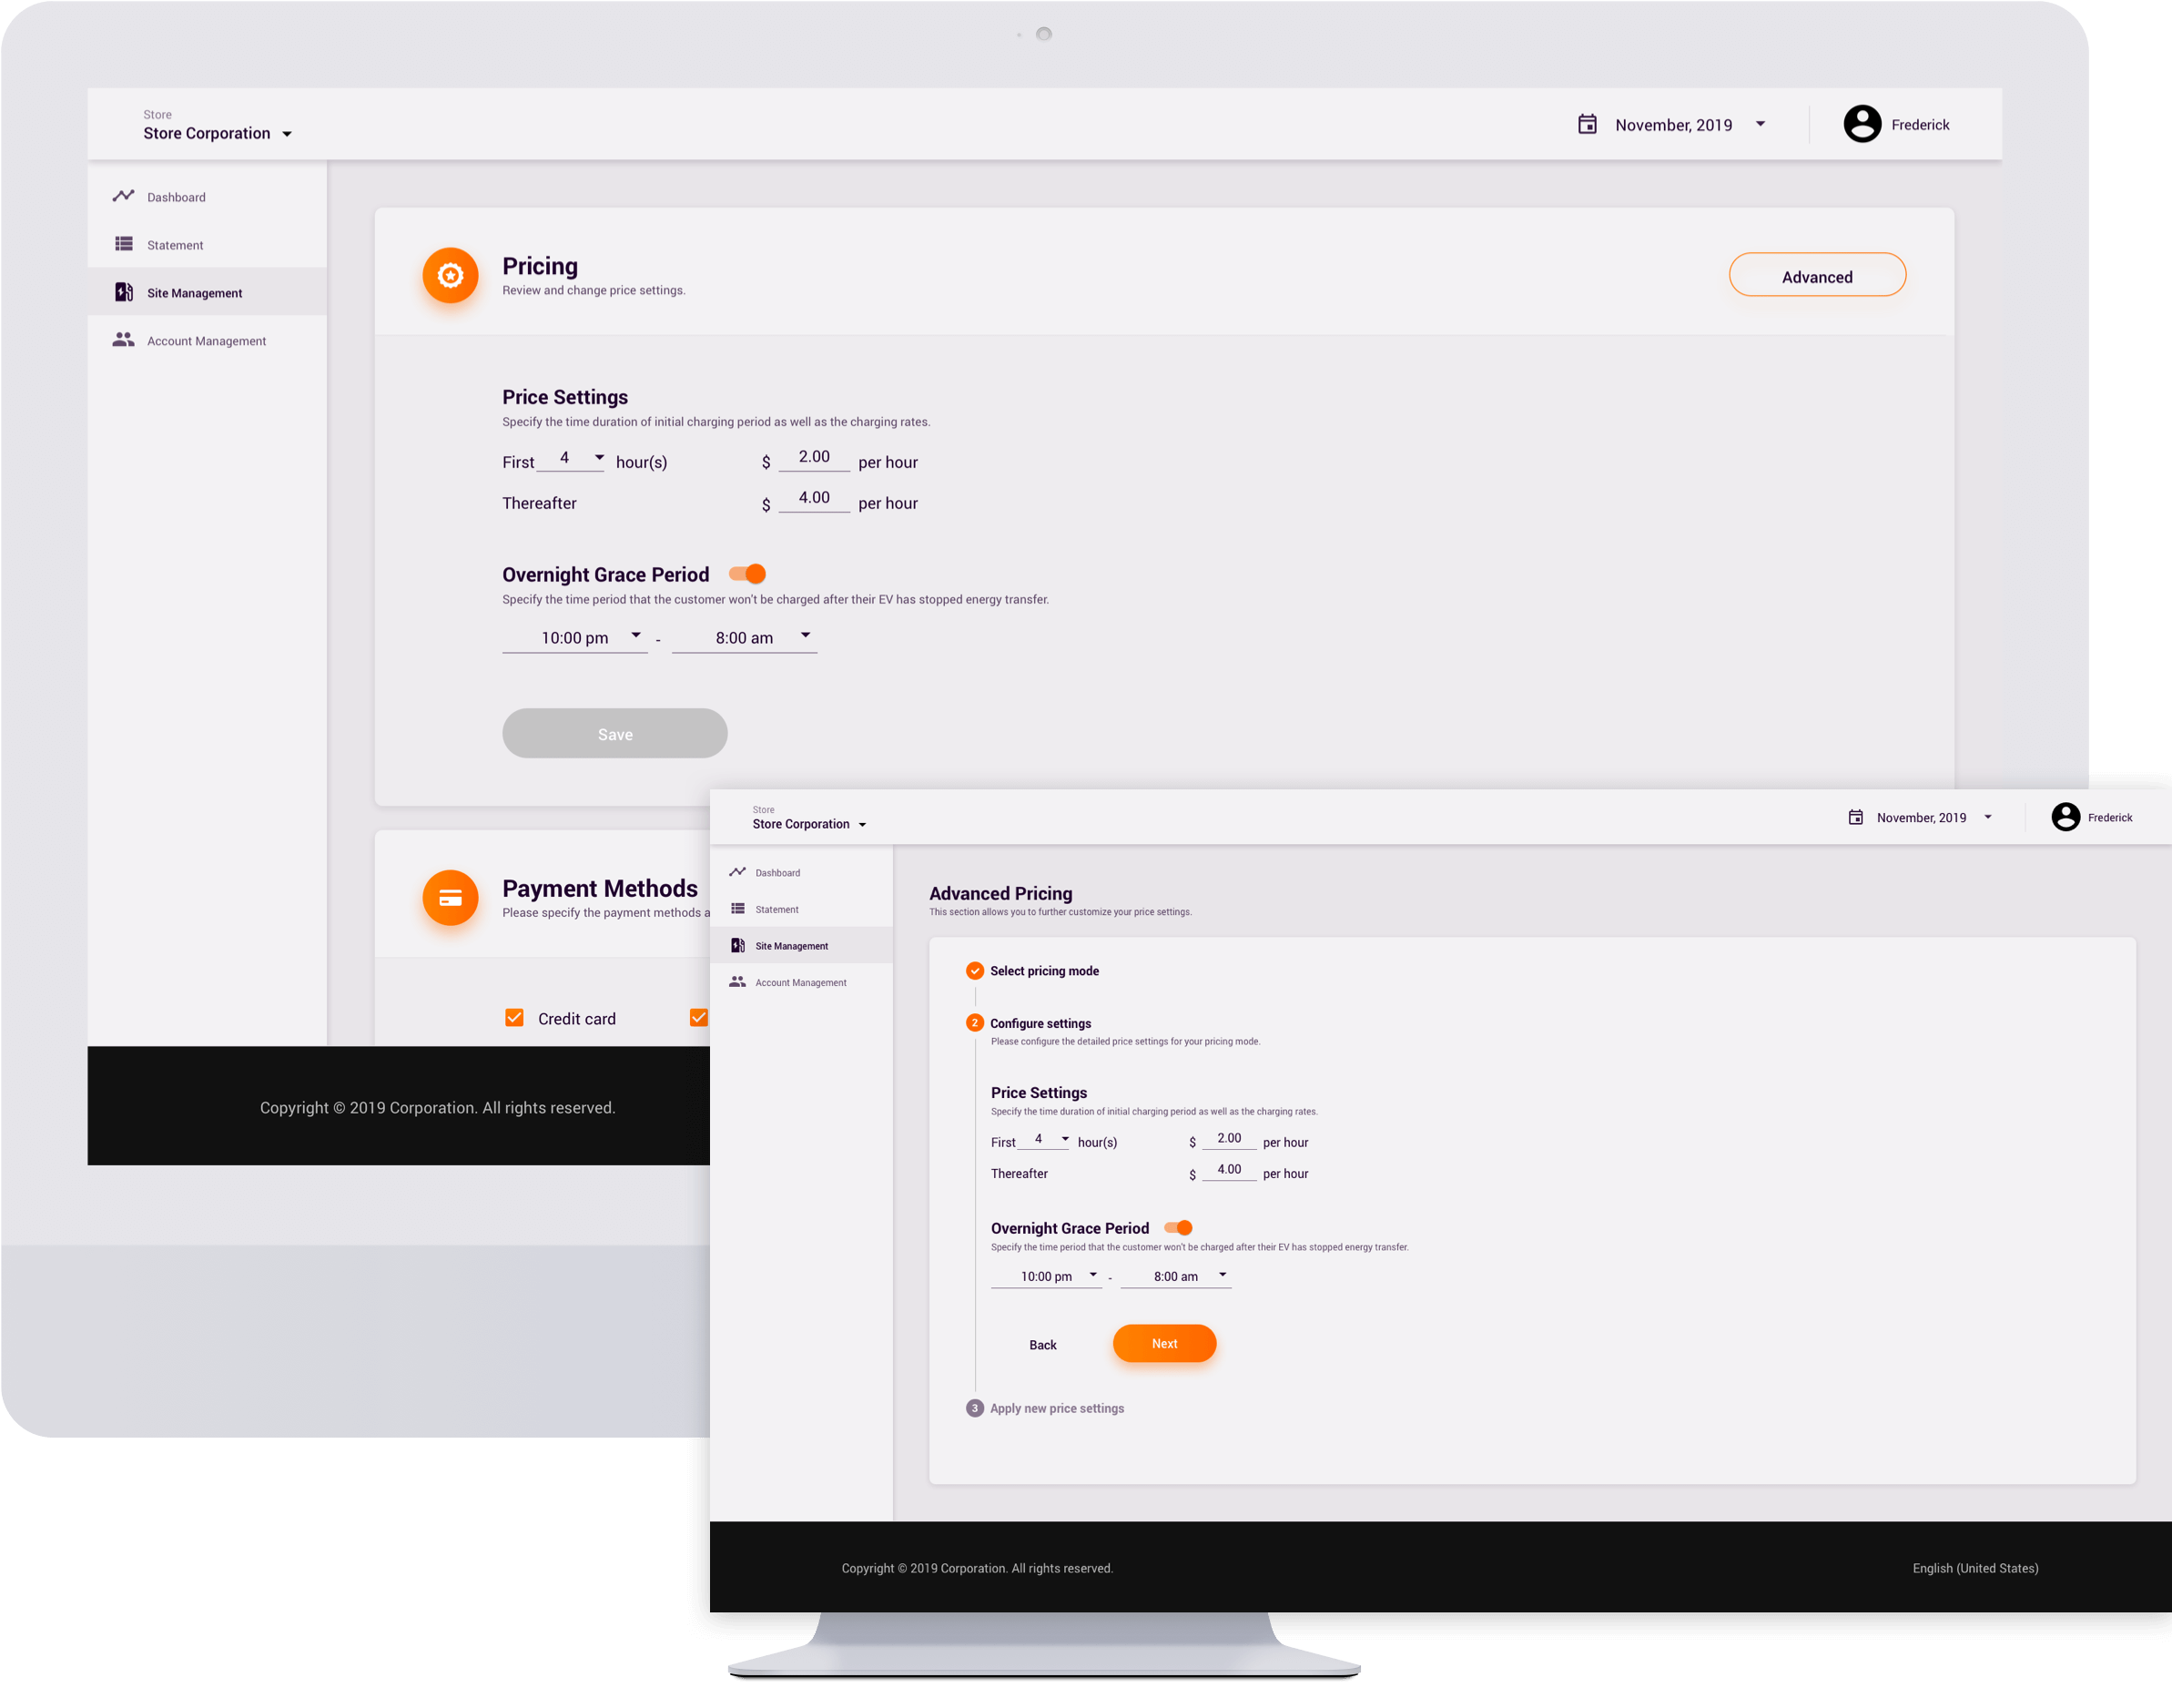 Store
Store Corporation
November, 2019
Frederick
Dashboard
Statement
Site Management
Account Management
Pricing
Review and change price settings.
Advanced
Price Settings
Specify the time duration of initial charging period as well as the charging rates.
First 4 hour(s) $ 2.00 per hour
Thereafter $ 4.00 per hour
Overnight Grace Period
Specify the time period that the customer won't be charged after their EV has stopped energy transfer.
10:00 pm - 8:00 am
Save
Payment Methods
Please specify the payment methods a
Credit card
Copyright © 2019 Corporation. All rights reserved.
Store
Store Corporation
November, 2019
Frederick
Dashboard
Statement
Site Management
Account Management
Advanced Pricing
This section allows you to further customize your price settings.
Select pricing mode
2 Configure settings
Please configure the detailed price settings for your pricing mode.
Price Settings
Specify the time duration of initial charging period as well as the charging rates.
First 4 hour(s) $ 2.00 per hour
Thereafter $ 4.00 per hour
Overnight Grace Period
Specify the time period that the customer won't be charged after their EV has stopped energy transfer.
10:00 pm - 8:00 am
Back
Next
3 Apply new price settings
Copyright © 2019 Corporation. All rights reserved.
English (United States)